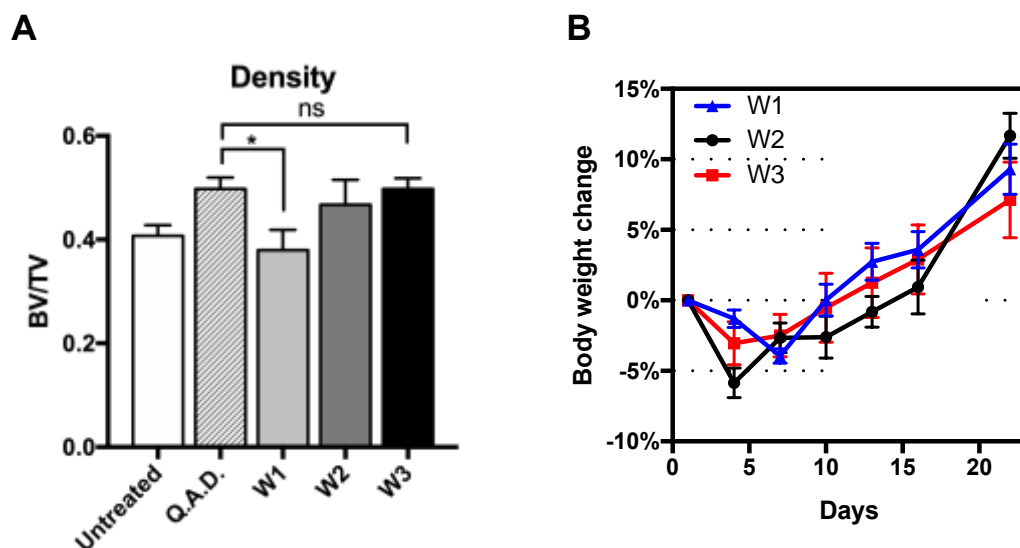 A
Density
ns
*
0.6
0.4
0.2
0.0
BV/TV
Untreated
Q.A.D.
W1
W2
W3
B
W1
W2
W3
15%
10%
5%
0%
-5%
-10%
Body weight change
0
5
10
15
20
Days